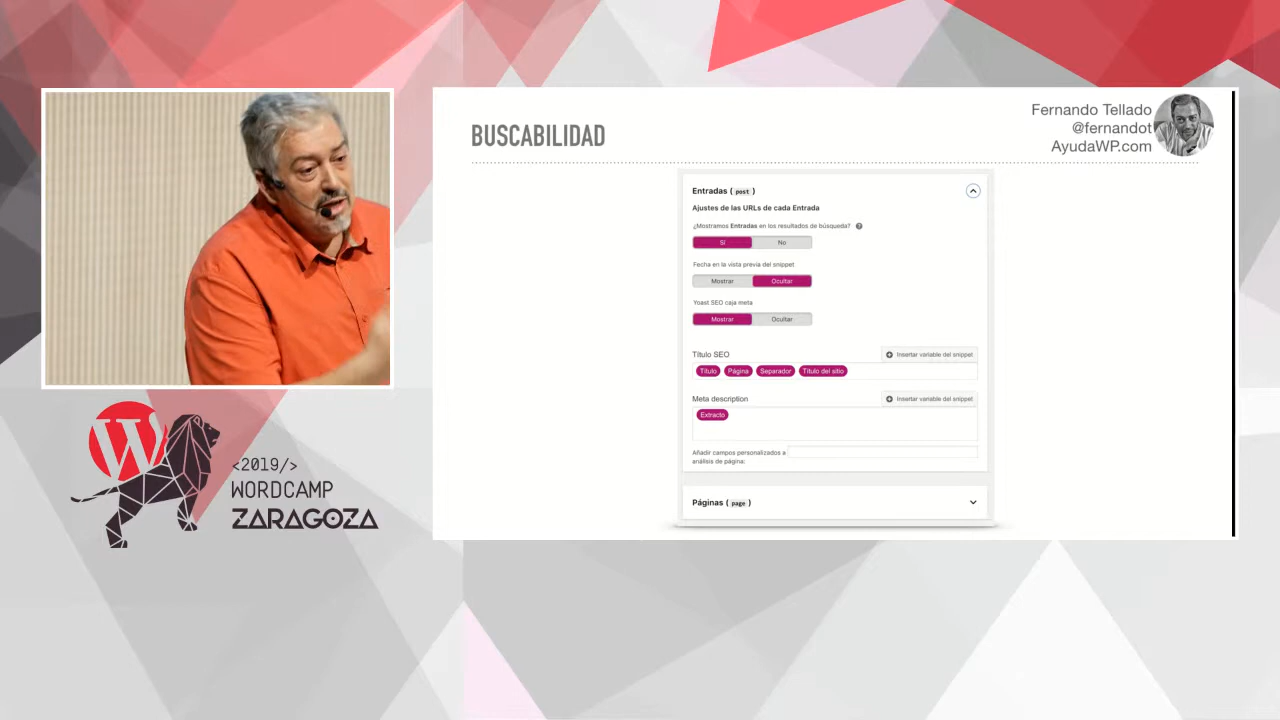 BUSCABILIDAD
Fernando Tellado
@fernandot
AyudaWP.com
Entradas ( post )
Ajustes de las URLs de cada Entrada
¿Mostramos Entradas en los resultados de búsqueda? ?
Sí No
Fecha en la vista previa del snippet
Mostrar Ocultar
Yoast SEO caja meta
Mostrar Ocultar
Título SEO
Insertar variable del snippet
Título Página Separador Título del sitio
Meta description
Insertar variable del snippet
Extracto
Añadir campos personalizados a
análisis de página:
Páginas ( page )
W
<2019/>
WORDCAMP
ZARAGOZA